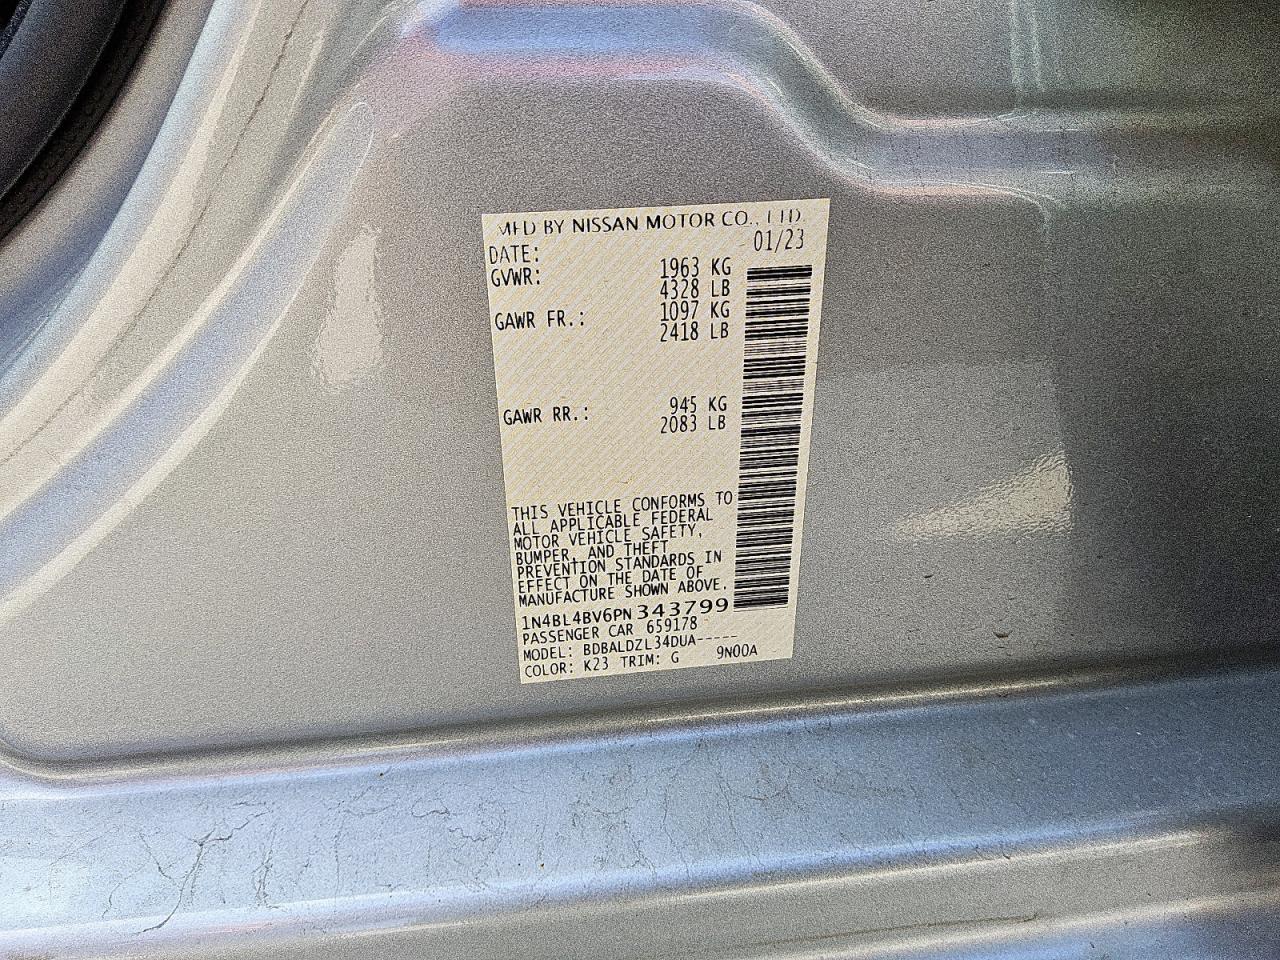 MFD BY NISSAN MOTOR CO., LTD.
DATE: 01/23
GVWR: 1963 KG
4328 LB
GAWR FR.: 1097 KG
2418 LB
GAWR RR.: 945 KG
2083 LB
THIS VEHICLE CONFORMS TO
ALL APPLICABLE FEDERAL
MOTOR VEHICLE SAFETY,
BUMPER, AND THEFT
PREVENTION STANDARDS IN
EFFECT ON THE DATE OF
MANUFACTURE SHOWN ABOVE.
1N4BL4BV6PN343799
PASSENGER CAR 659178
MODEL: BDBALDZL34DUA-----
COLOR: K23 TRIM: G 9N00A